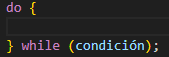 do {
} while (condición);